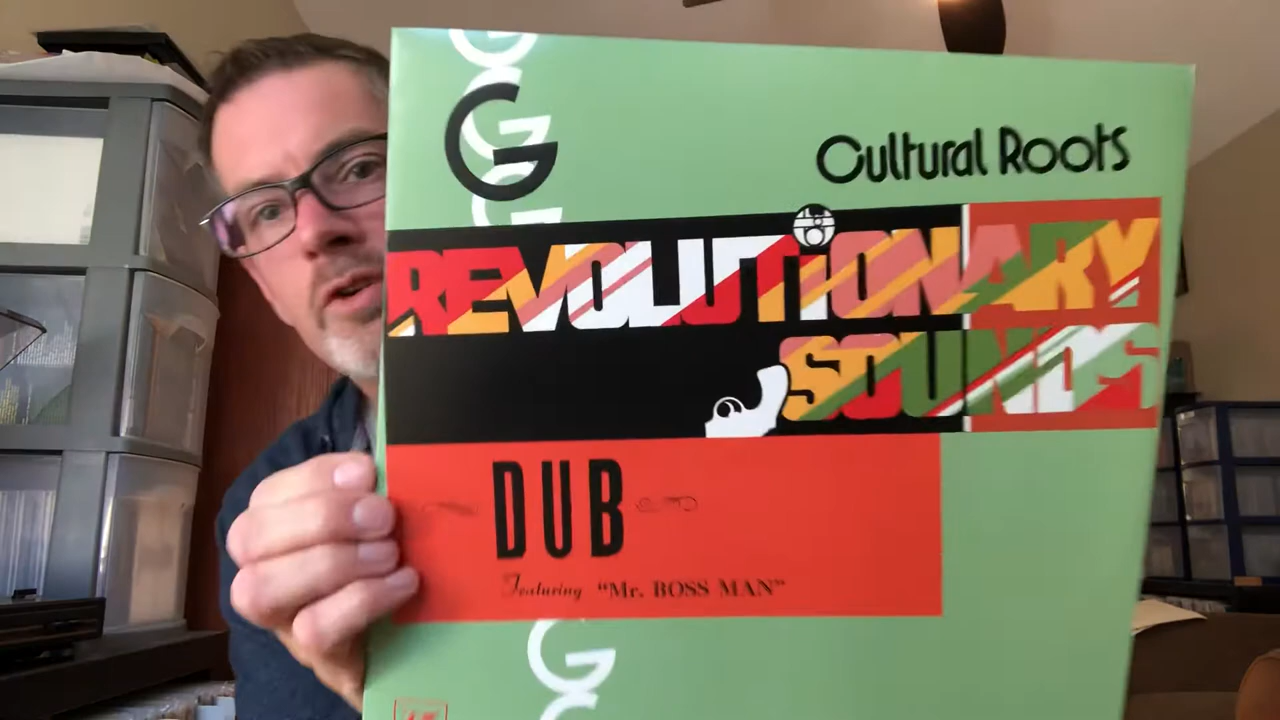 G
G
Cultural Roots
REVOLUTiONARY
SOUNDS
DUB
Featuring "Mr. BOSS MAN"
G
G